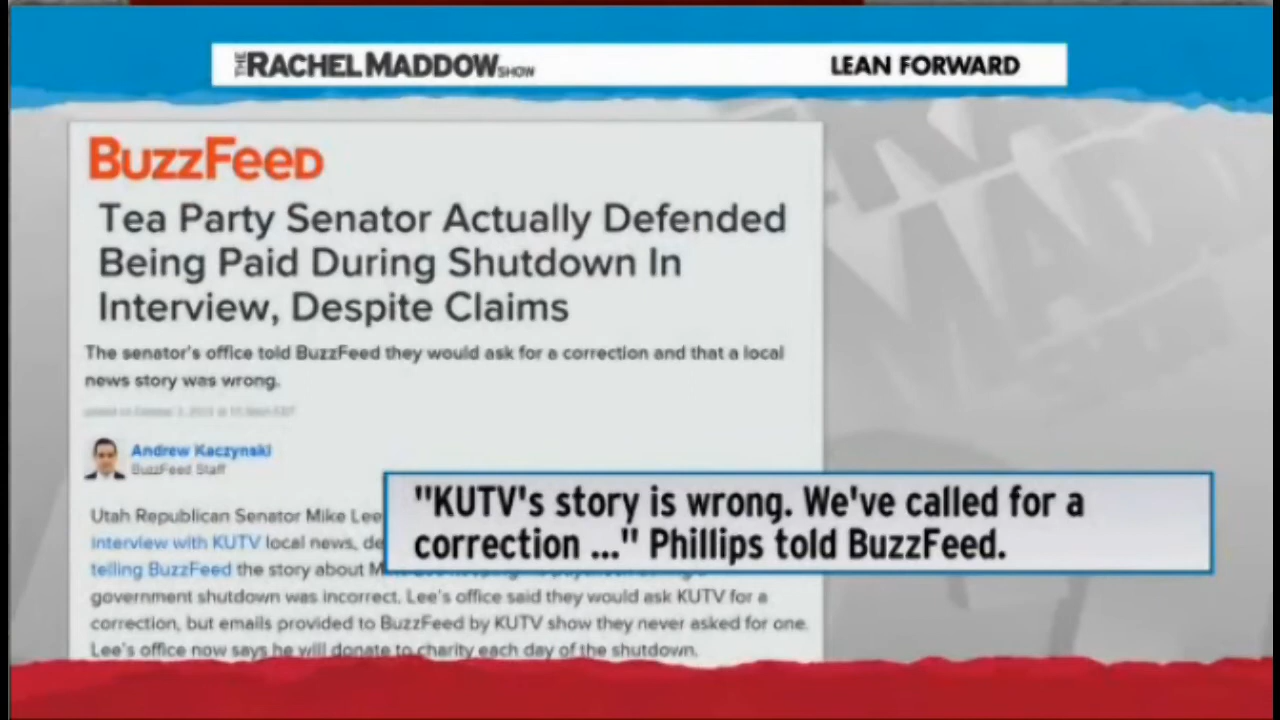 THE RACHEL MADDOW SHOW
LEAN FORWARD
BuzzFeed
Tea Party Senator Actually Defended
Being Paid During Shutdown In
Interview, Despite Claims
The senator's office told BuzzFeed they would ask for a correction and that a local
news story was wrong.
Andrew Kaczynski
BuzzFeed Staff
Utah Republican Senator Mike Lee
interview with KUTV local news, de
telling BuzzFeed the story about
government shutdown was incorrect. Lee's office said they would ask KUTV for a
correction, but emails provided to BuzzFeed by KUTV show they never asked for one.
Lee's office now says he will donate to charity each day of the shutdown.
"KUTV's story is wrong. We've called for a
correction ..." Phillips told BuzzFeed.